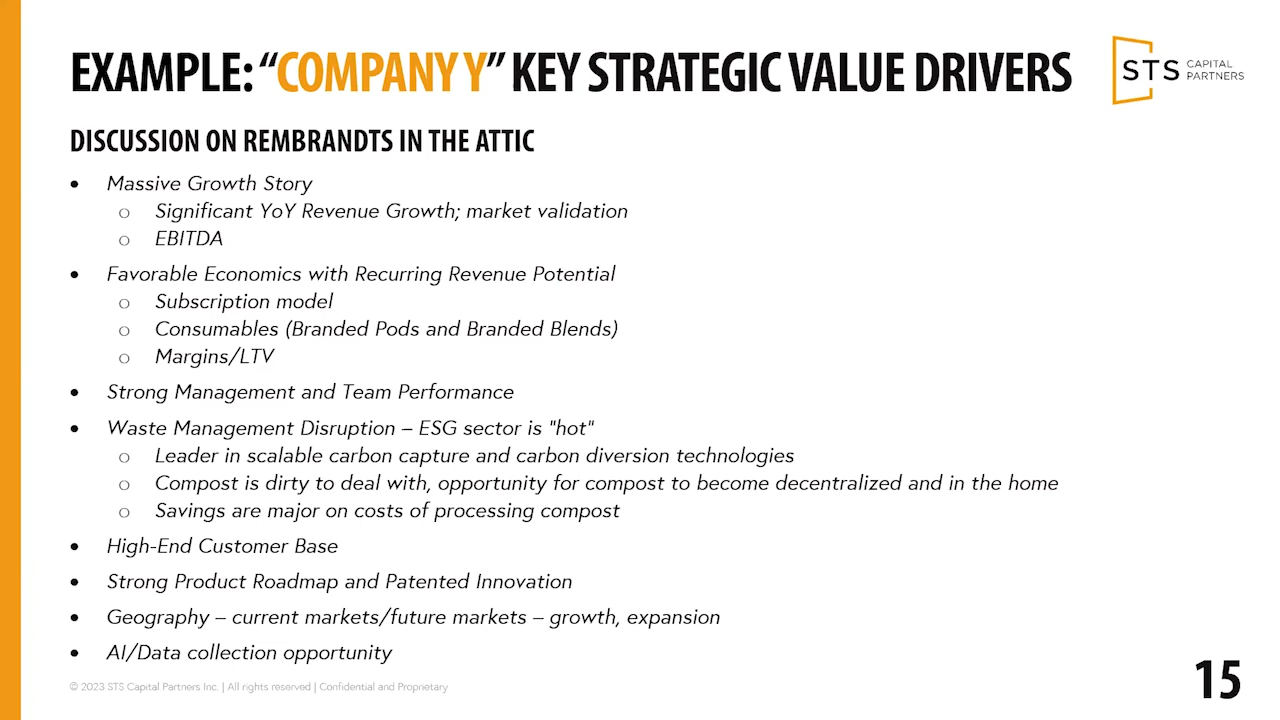 EXAMPLE: “COMPANY Y” KEY STRATEGIC VALUE DRIVERS
STS CAPITAL PARTNERS
DISCUSSION ON REMBRANDTS IN THE ATTIC
• Massive Growth Story
o Significant YoY Revenue Growth; market validation
o EBITDA
• Favorable Economics with Recurring Revenue Potential
o Subscription model
o Consumables (Branded Pods and Branded Blends)
o Margins/LTV
• Strong Management and Team Performance
• Waste Management Disruption – ESG sector is "hot"
o Leader in scalable carbon capture and carbon diversion technologies
o Compost is dirty to deal with, opportunity for compost to become decentralized and in the home
o Savings are major on costs of processing compost
• High-End Customer Base
• Strong Product Roadmap and Patented Innovation
• Geography – current markets/future markets – growth, expansion
• AI/Data collection opportunity
© 2023 STS Capital Partners Inc. | All rights reserved | Confidential and Proprietary
15